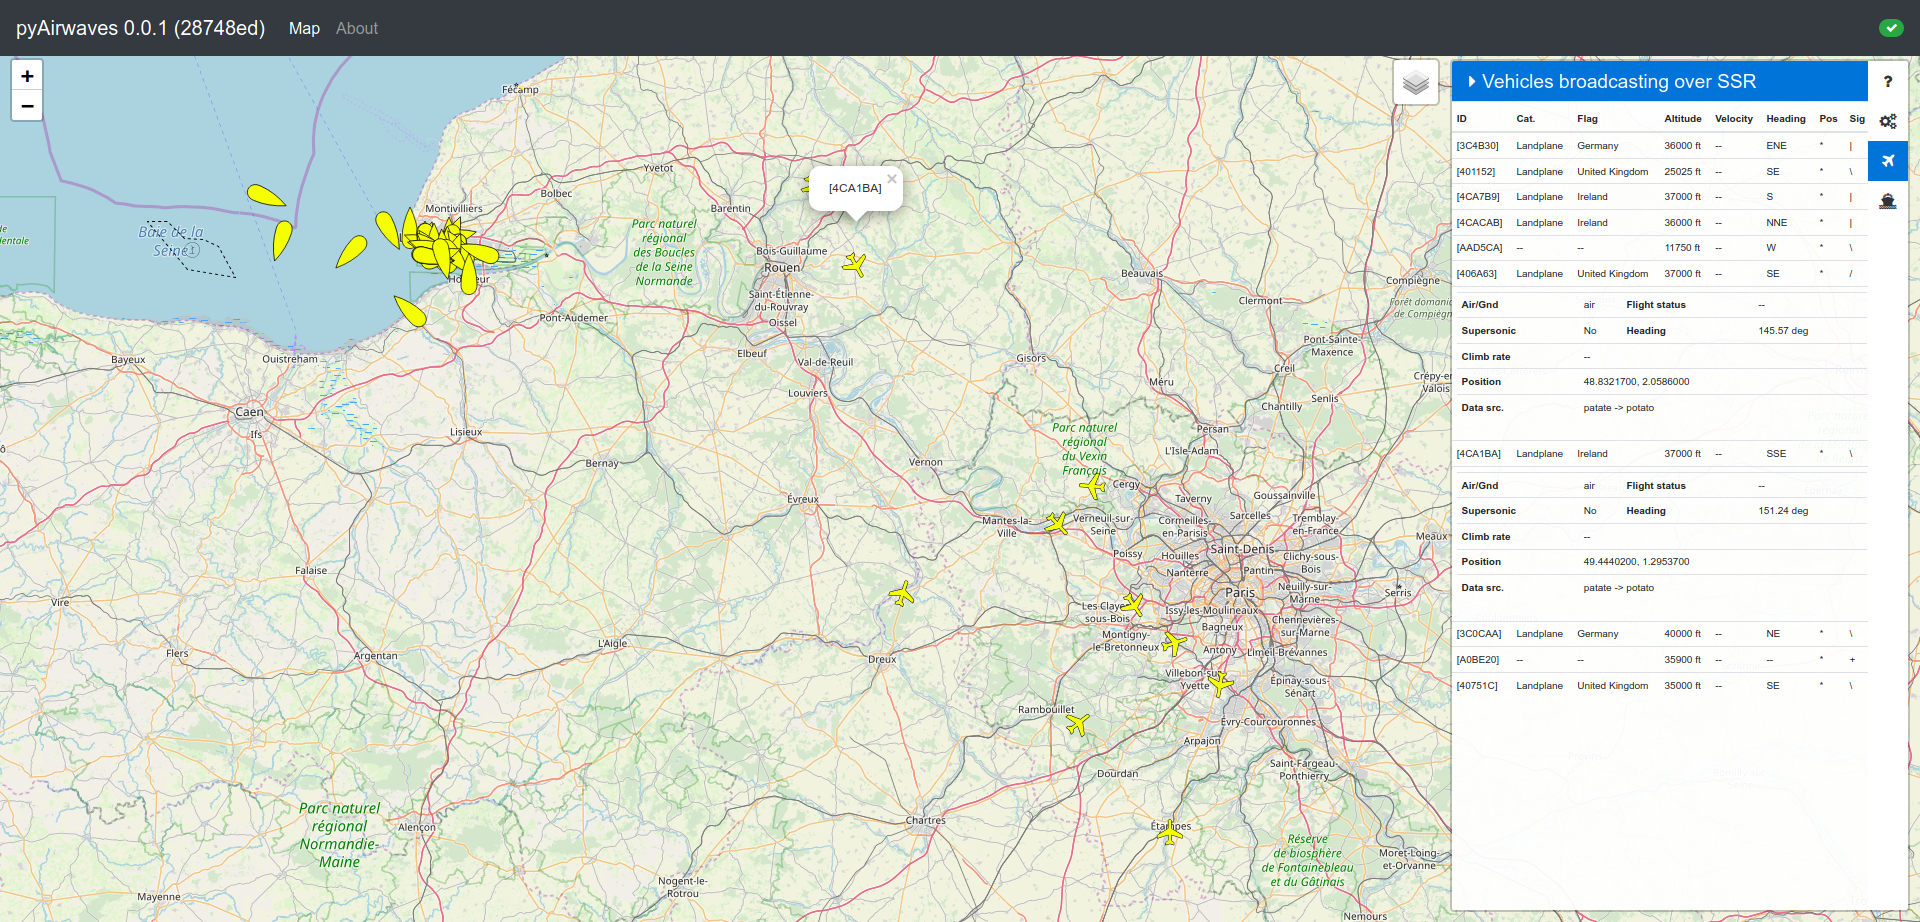 pyAirwaves 0.0.1 (28748ed) Map About
+
−
Vehicles broadcasting over SSR
?
ID Cat. Flag Altitude Velocity Heading Pos Sig
[3C4B30] Landplane Germany 36000 ft -- ENE * |
[401152] Landplane United Kingdom 25025 ft -- SE * \
[4CA7B9] Landplane Ireland 37000 ft -- S * |
[4CACAB] Landplane Ireland 36000 ft -- NNE * |
[AAD5CA] -- -- 11750 ft -- W * \
[406A63] Landplane United Kingdom 37000 ft -- SE * /
Air/Gnd air Flight status --
Supersonic No Heading 145.57 deg
Climb rate --
Position 48.8321700, 2.0586000
Data src. patate -> potato
[4CA1BA] Landplane Ireland 37000 ft -- SSE * \
Air/Gnd air Flight status --
Supersonic No Heading 151.24 deg
Climb rate --
Position 49.4440200, 1.2953700
Data src. patate -> potato
[3C0CAA] Landplane Germany 40000 ft -- NE * \
[A0BE20] -- -- 35900 ft -- -- * +
[40751C] Landplane United Kingdom 35000 ft -- SE * \
[4CA1BA] ×
Fécamp
Yvetot
Bolbec
Montivilliers
Barentin
Baie de la
Seine
Parc naturel
régional
des Boucles
de la Seine
Normande
Bois-Guillaume
Rouen
Saint-Étienne-
du-Rouvray
Oissel
Beauvais
Compiègne
Clermont
Pont-Audemer
Elbeuf
Val-de-Reuil
Louviers
Gisors
Pont-Sainte-
Maxence
Creil
Méru
Senlis
Chantilly
Bayeux
Ouistreham
Caen
Ifs
Lisieux
Bernay
Parc naturel
régional
du Vexin
Français
Persan
L'Isle-Adam
Vernon
Évreux
Cergy
Taverny
Goussainville
Mantes-la-
Ville
Verneuil-sur-
Seine
Cormeilles-
en-Parisis
Sarcelles
Tremblay-
en-France
Meaux
Poissy
Houilles
Saint-Denis
Clichy-sous-
Bois
Nanterre
Pantin
Neuilly-sur-
Marne
Paris
Serris
Falaise
Vire
Issy-les-Moulineaux
Bagneux
Chennevières-
sur-Marne
Montigny-
le-Bretonneux
Antony
Limeil-Brévannes
Flers
Argentan
L'Aigle
Dreux
Villebon-sur-
Yvette
Épinay-sous-
Sénart
Rambouillet
Évry-Courcouronnes
Arpajon
Dourdan
Saint-Fargeau-
Ponthierry
Parc naturel
régional
Normandie-
Maine
Alençon
Chartres
Réserve
de biosphère
de Fontainebleau
et du Gâtinais
Moret-Loing-
et-Orvanne
Mayenne
Nogent-le-
Rotrou
Nemours